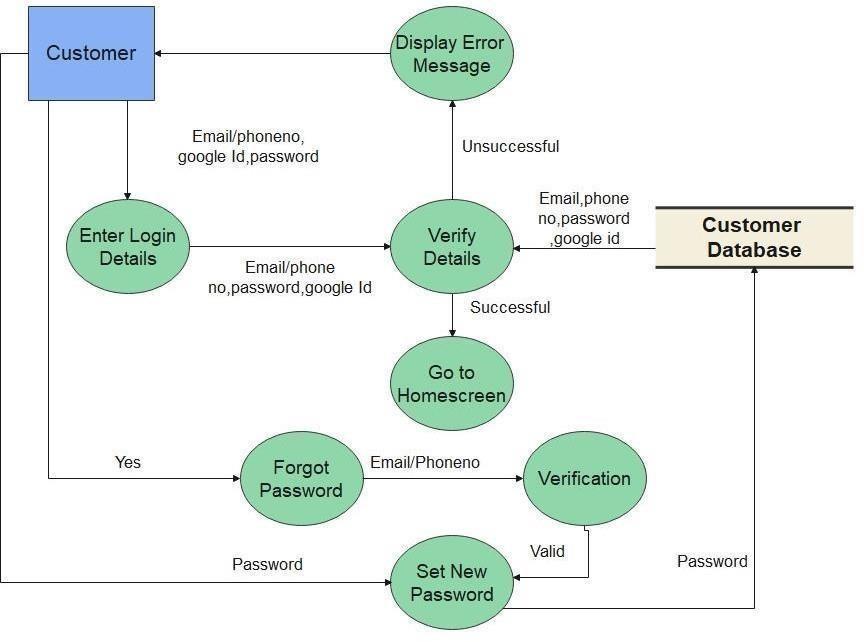 Customer
Display Error
Message
Email/phoneno,
google Id,password
Unsuccessful
Enter Login
Details
Email/phone
no,password,google Id
Verify
Details
Email,phone
no,password
,google id
Customer
Database
Successful
Go to
Homescreen
Yes
Forgot
Password
Email/Phoneno
Verification
Valid
Password
Set New
Password
Password